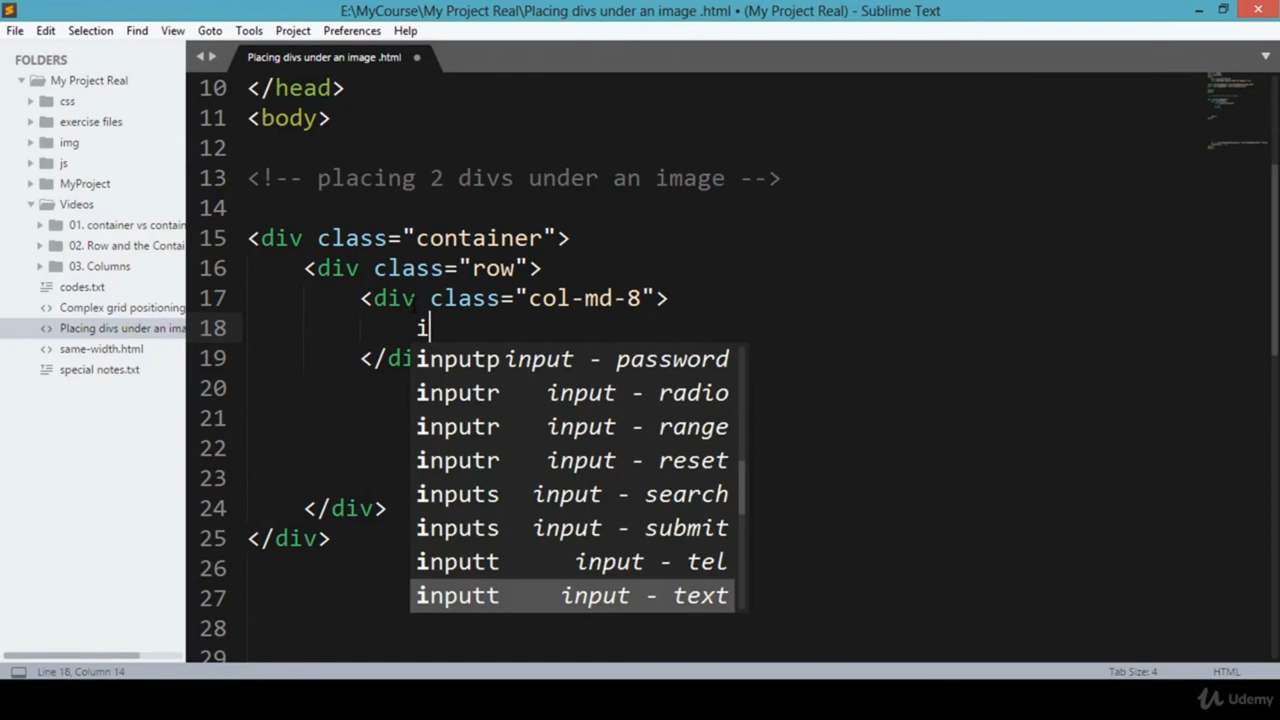 E:\MyCourse\My Project Real\Placing divs under an image .html • (My Project Real) - Sublime Text
File Edit Selection Find View Goto Tools Project Preferences Help
FOLDERS
My Project Real
css
exercise files
img
js
MyProject
Videos
01. container vs contain
02. Row and the Contai
03. Columns
codes.txt
Complex grid positioning
Placing divs under an ima
same-width.html
special notes.txt
Placing divs under an image .html
10 </head>
11 <body>
12
13 <!-- placing 2 divs under an image -->
14
15 <div class="container">
16 <div class="row">
17 <div class="col-md-8">
18 i
19 </di
20
21
22
23
24 </div>
25 </div>
26
27
28
29
inputp input - password
inputr input - radio
inputr input - range
inputr input - reset
inputs input - search
inputs input - submit
inputt input - tel
inputt input - text
Line 18, Column 14
Tab Size: 4
HTML
Udemy